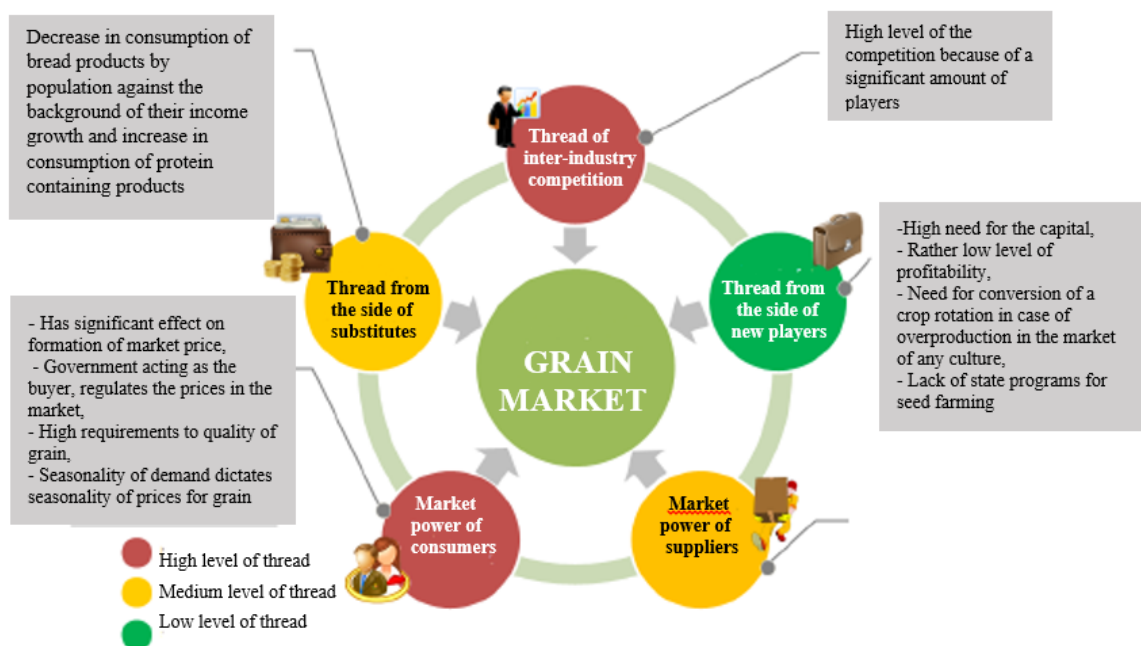 Decrease in consumption of
bread products by
population against the
background of their income
growth and increase in
consumption of protein
containing products
High level of the
competition because of a
significant amount of
players
Thread of
inter-industry
competition
Thread from
the side of
substitutes
Thread from
the side of
new players
-High need for the capital,
- Rather low level of
profitability,
- Need for conversion of a
crop rotation in case of
overproduction in the market
of any culture,
- Lack of state programs for
seed farming
GRAIN
MARKET
- Has significant effect on
formation of market price,
- Government acting as the
buyer, regulates the prices in the
market,
- High requirements to quality of
grain,
- Seasonality of demand dictates
seasonality of prices for grain
Market
power of
consumers
Market
power of
suppliers
High level of thread
Medium level of thread
Low level of thread